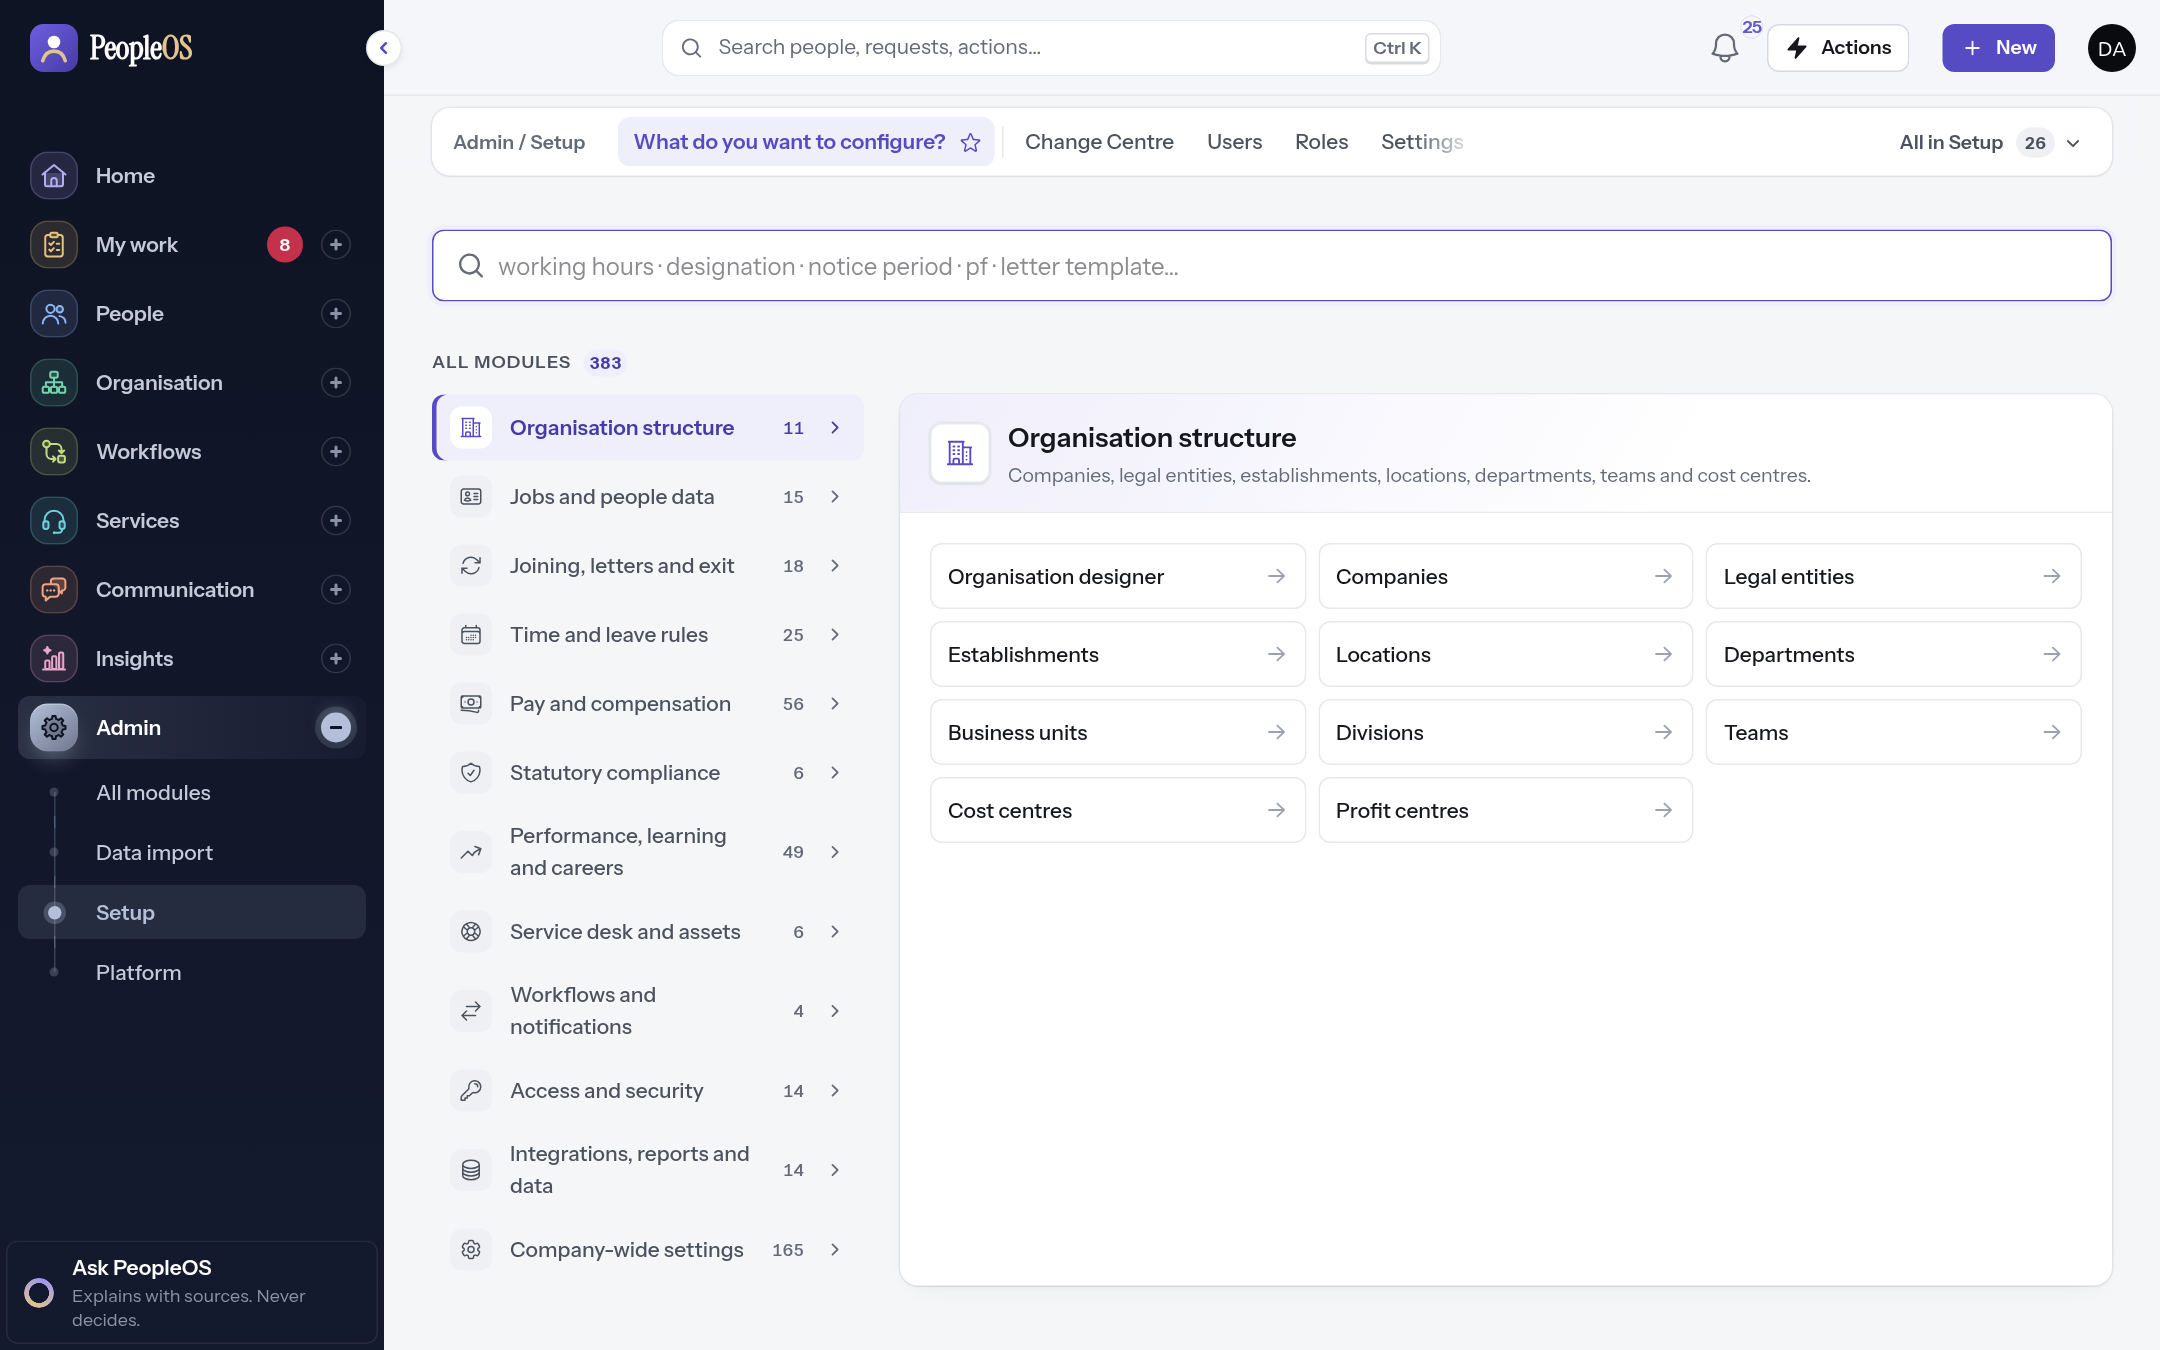 PeopleOS
Search people, requests, actions...
Ctrl K
25
Actions
New
DA
Home
My work
8
People
Organisation
Workflows
Services
Communication
Insights
Admin
All modules
Data import
Setup
Platform
Ask PeopleOS
Explains with sources. Never
decides.
Admin / Setup
What do you want to configure?
Change Centre
Users
Roles
Settings
All in Setup
26
working hours · designation · notice period · pf · letter template...
ALL MODULES
383
Organisation structure
11
Jobs and people data
15
Joining, letters and exit
18
Time and leave rules
25
Pay and compensation
56
Statutory compliance
6
Performance, learning
and careers
49
Service desk and assets
6
Workflows and
notifications
4
Access and security
14
Integrations, reports and
data
14
Company-wide settings
165
Organisation structure
Companies, legal entities, establishments, locations, departments, teams and cost centres.
Organisation designer
Companies
Legal entities
Establishments
Locations
Departments
Business units
Divisions
Teams
Cost centres
Profit centres